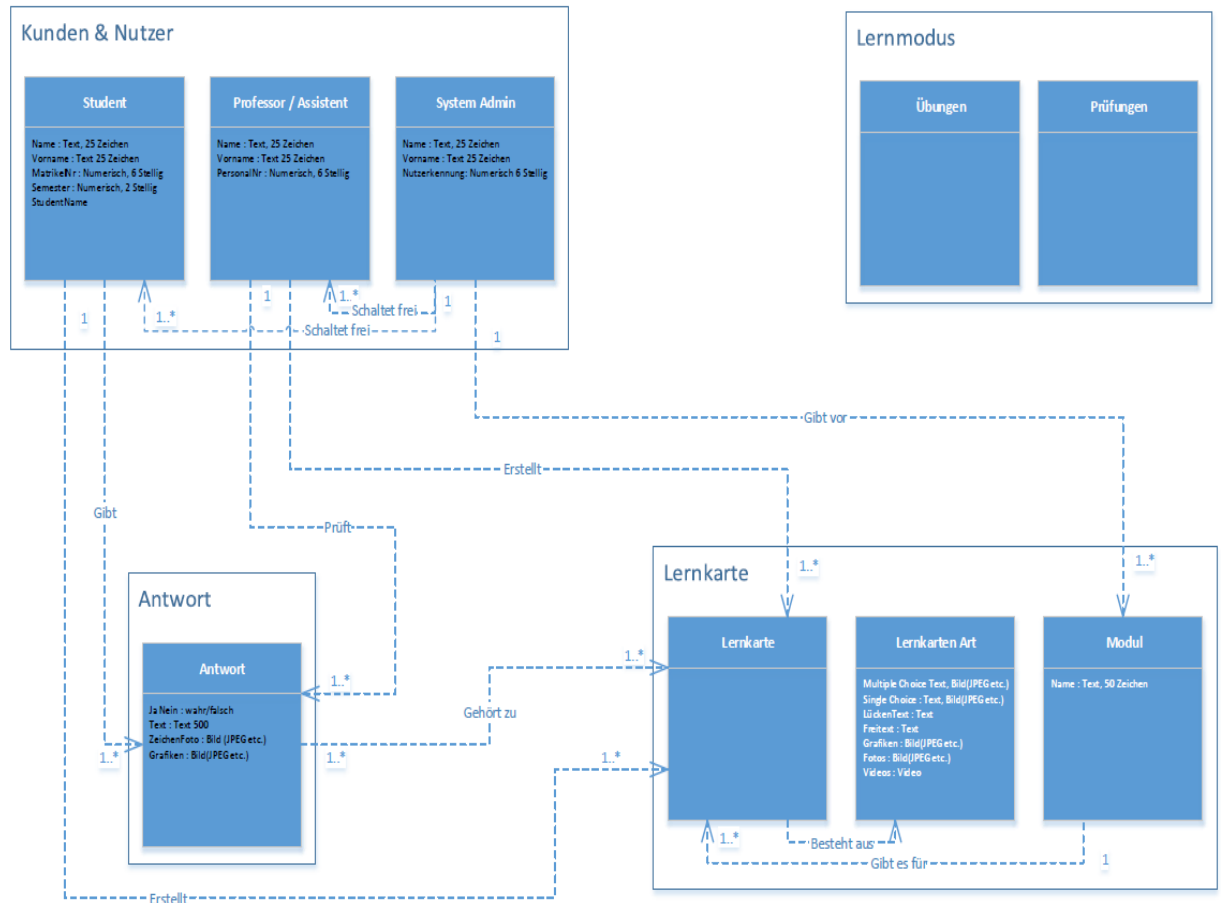 Kunden & Nutzer
Student
Name : Text, 25 Zeichen
Vorname : Text 25 Zeichen
MatrikelNr : Numerisch, 6 Stellig
Semester : Numerisch, 2 Stellig
StudentName
Professor / Assistent
Name : Text, 25 Zeichen
Vorname : Text 25 Zeichen
PersonalNr : Numerisch, 6 Stellig
System Admin
Name : Text, 25 Zeichen
Vorname : Text 25 Zeichen
Nutzerkennung: Numerisch 6 Stellig
1
1..*
1
1..*
Schaltet frei
1
Schaltet frei
1
Lernmodus
Übungen
Prüfungen
Gibt vor
Erstellt
Gibt
Prüft
Antwort
Antwort
Ja Nein : wahr/falsch
Text : Text 500
ZeichenFoto : Bild (JPEG etc.)
Grafiken : Bild(JPEG etc.)
1..*
1..*
1..*
Gehört zu
1..*
1..*
Erstellt
Lernkarte
1..*
1..*
Lernkarte
Lernkarten Art
Multiple Choice Text, Bild(JPEG etc.)
Single Choice : Text, Bild(JPEG etc.)
LückenText : Text
Freitext : Text
Grafiken : Bild(JPEG etc.)
Fotos : Bild(JPEG etc.)
Videos : Video
Modul
Name : Text, 50 Zeichen
1..*
Besteht aus
Gibt es für
1